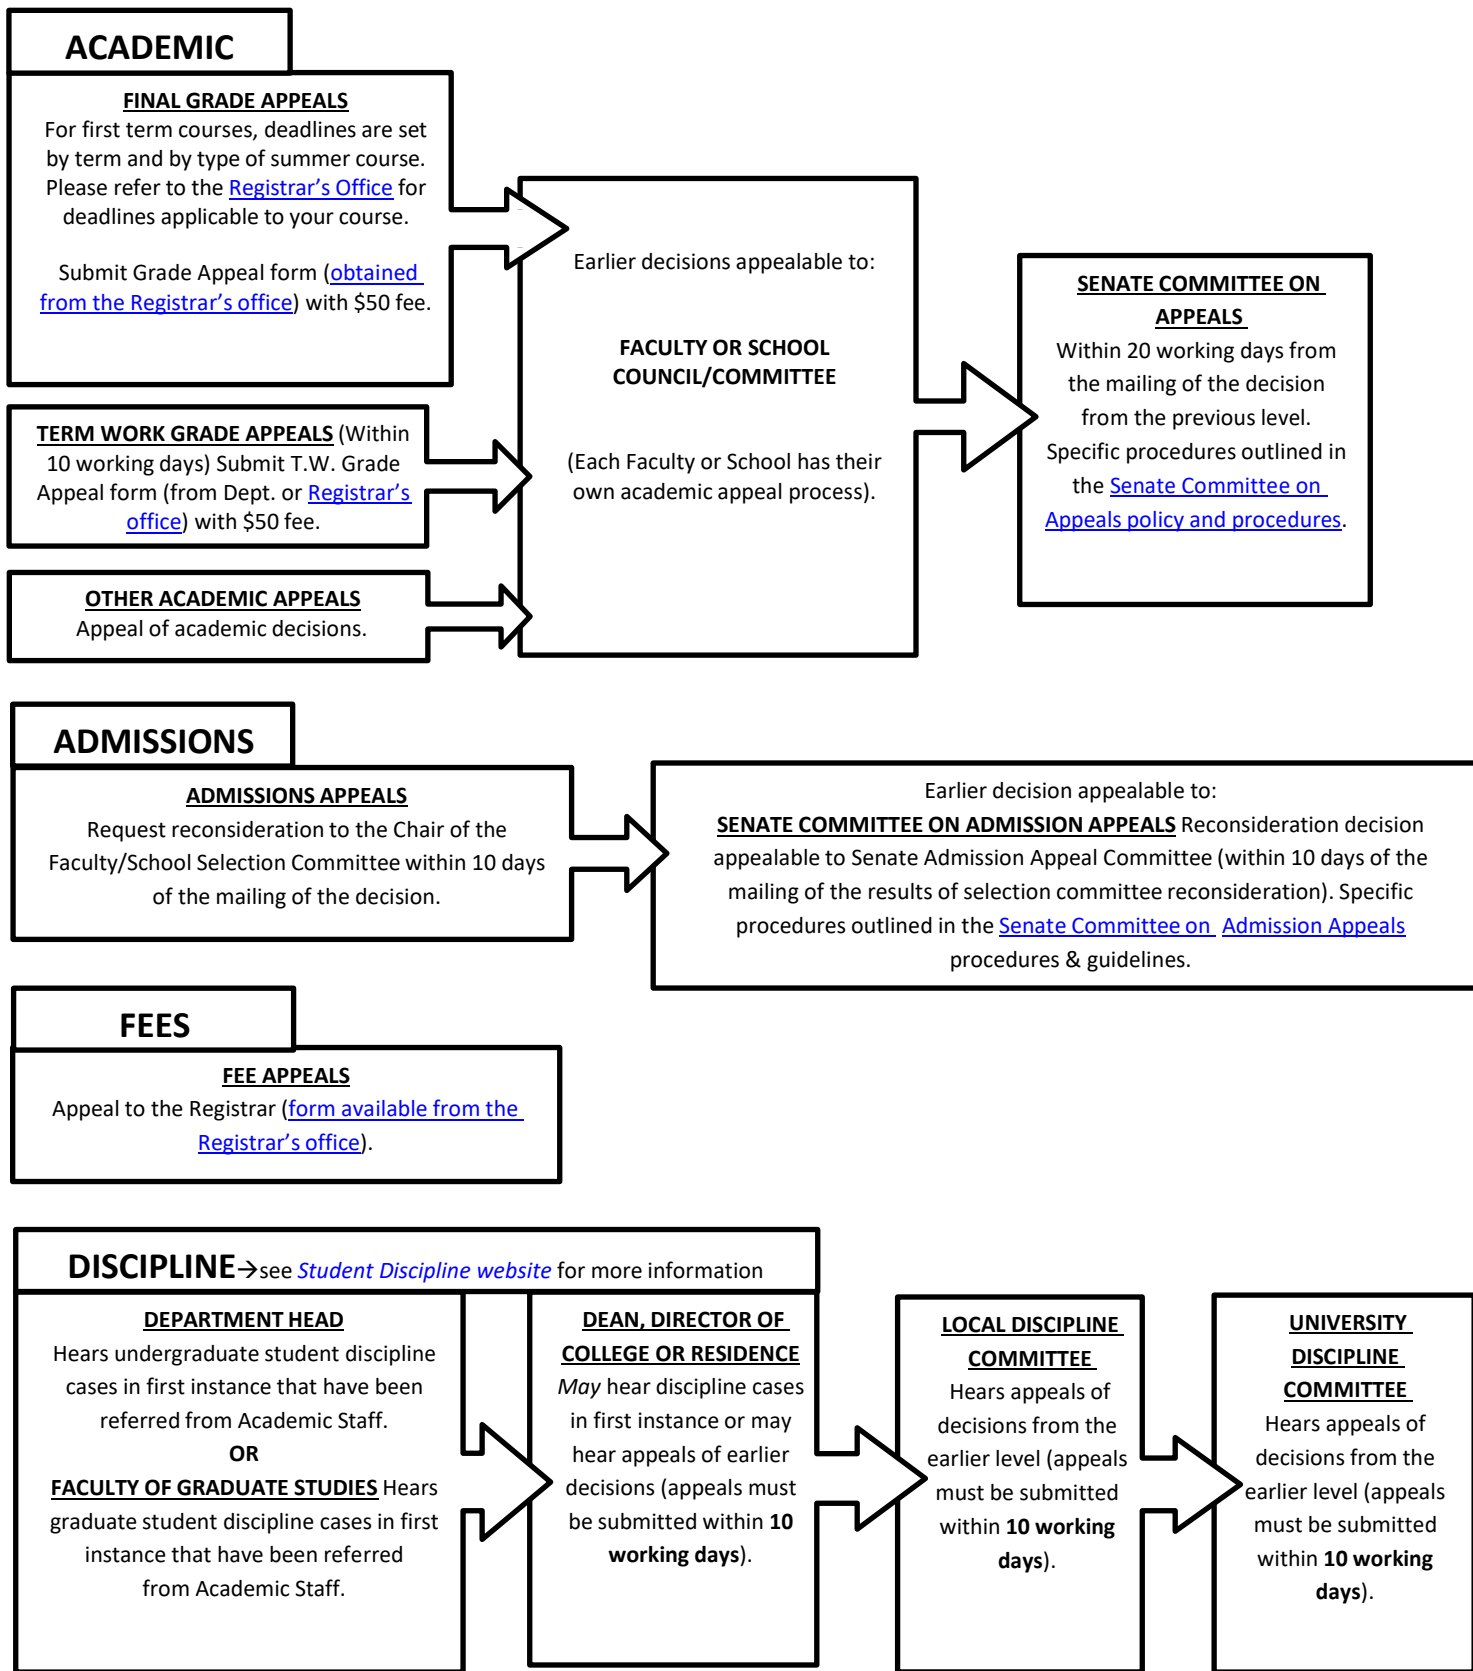 ACADEMIC
FINAL GRADE APPEALS
For first term courses, deadlines are set
by term and by type of summer course.
Please refer to the Registrar’s Office for
deadlines applicable to your course.
Submit Grade Appeal form (obtained
from the Registrar’s office) with $50 fee.
TERM WORK GRADE APPEALS (Within
10 working days) Submit T.W. Grade
Appeal form (from Dept. or Registrar’s
office) with $50 fee.
OTHER ACADEMIC APPEALS
Appeal of academic decisions.
Earlier decisions appealable to:
FACULTY OR SCHOOL
COUNCIL/COMMITTEE
(Each Faculty or School has their
own academic appeal process).
SENATE COMMITTEE ON
APPEALS
Within 20 working days from
the mailing of the decision
from the previous level.
Specific procedures outlined in
the Senate Committee on
Appeals policy and procedures.
ADMISSIONS
ADMISSIONS APPEALS
Request reconsideration to the Chair of the
Faculty/School Selection Committee within 10 days
of the mailing of the decision.
Earlier decision appealable to:
SENATE COMMITTEE ON ADMISSION APPEALS Reconsideration decision
appealable to Senate Admission Appeal Committee (within 10 days of the
mailing of the results of selection committee reconsideration). Specific
procedures outlined in the Senate Committee on Admission Appeals
procedures & guidelines.
FEES
FEE APPEALS
Appeal to the Registrar (form available from the
Registrar’s office).
DISCIPLINE→see Student Discipline website for more information
DEPARTMENT HEAD
Hears undergraduate student discipline
cases in first instance that have been
referred from Academic Staff.
OR
FACULTY OF GRADUATE STUDIES Hears
graduate student discipline cases in first
instance that have been referred
from Academic Staff.
DEAN, DIRECTOR OF
COLLEGE OR RESIDENCE
May hear discipline cases
in first instance or may
hear appeals of earlier
decisions (appeals must
be submitted within 10
working days).
LOCAL DISCIPLINE
COMMITTEE
Hears appeals of
decisions from the
earlier level (appeals
must be submitted
within 10 working
days).
UNIVERSITY
DISCIPLINE
COMMITTEE
Hears appeals of
decisions from the
earlier level (appeals
must be submitted
within 10 working
days).